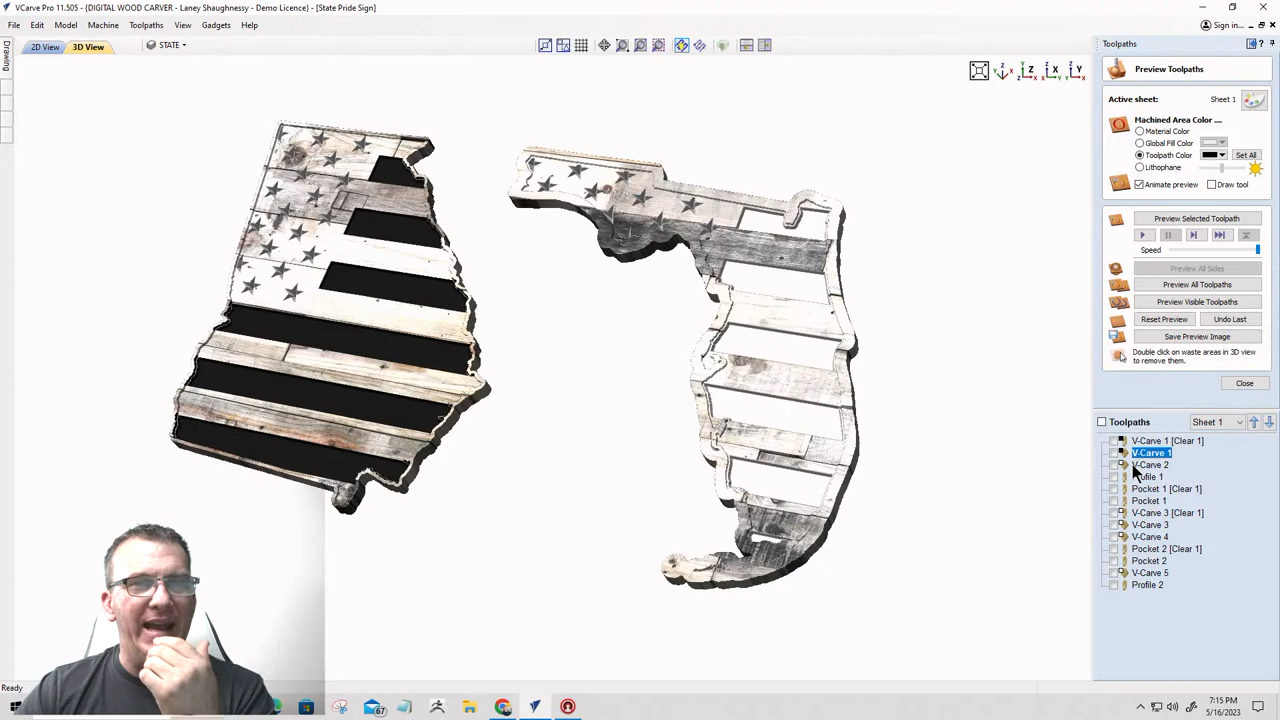 VCarve Pro 11.505 - {DIGITAL WOOD CARVER - Laney Shaughnessy - Demo Licence} - [State Pride Sign]
File Edit Model Machine Toolpaths View Gadgets Help
Sign in...
Drawing
2D View 3D View STATE
Toolpaths
Preview Toolpaths
Active sheet: Sheet 1
Machined Area Color ....
Material Color
Global Fill Color
Toolpath Color Set All
Lithophane
Animate preview Draw tool
Preview Selected Toolpath
Speed
Preview All Sides
Preview All Toolpaths
Preview Visible Toolpaths
Reset Preview Undo Last
Save Preview Image
Double click on waste areas in 3D view
to remove them.
Close
Toolpaths Sheet 1
V-Carve 1 [Clear 1]
V-Carve 1
V-Carve 2
ofile 1
Pocket 1 [Clear 1]
Pocket 1
V-Carve 3 [Clear 1]
V-Carve 3
V-Carve 4
Pocket 2 [Clear 1]
Pocket 2
V-Carve 5
Profile 2
Ready
67
7:15 PM
5/16/2023